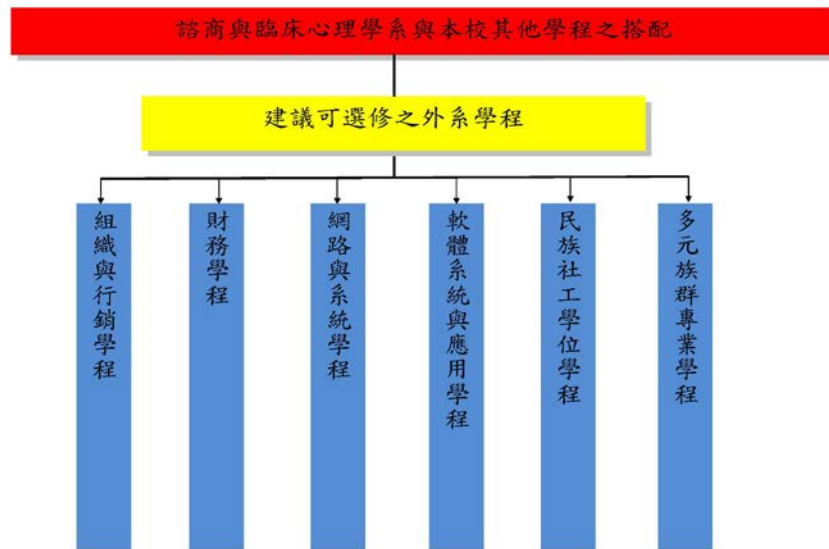 諮商與臨床心理學系與本校其他學程之搭配
建議可選修之外系學程
組織與行銷學程
財務學程
網路與系統學程
軟體系統與應用學程
民族社工學位學程
多元族群專業學程